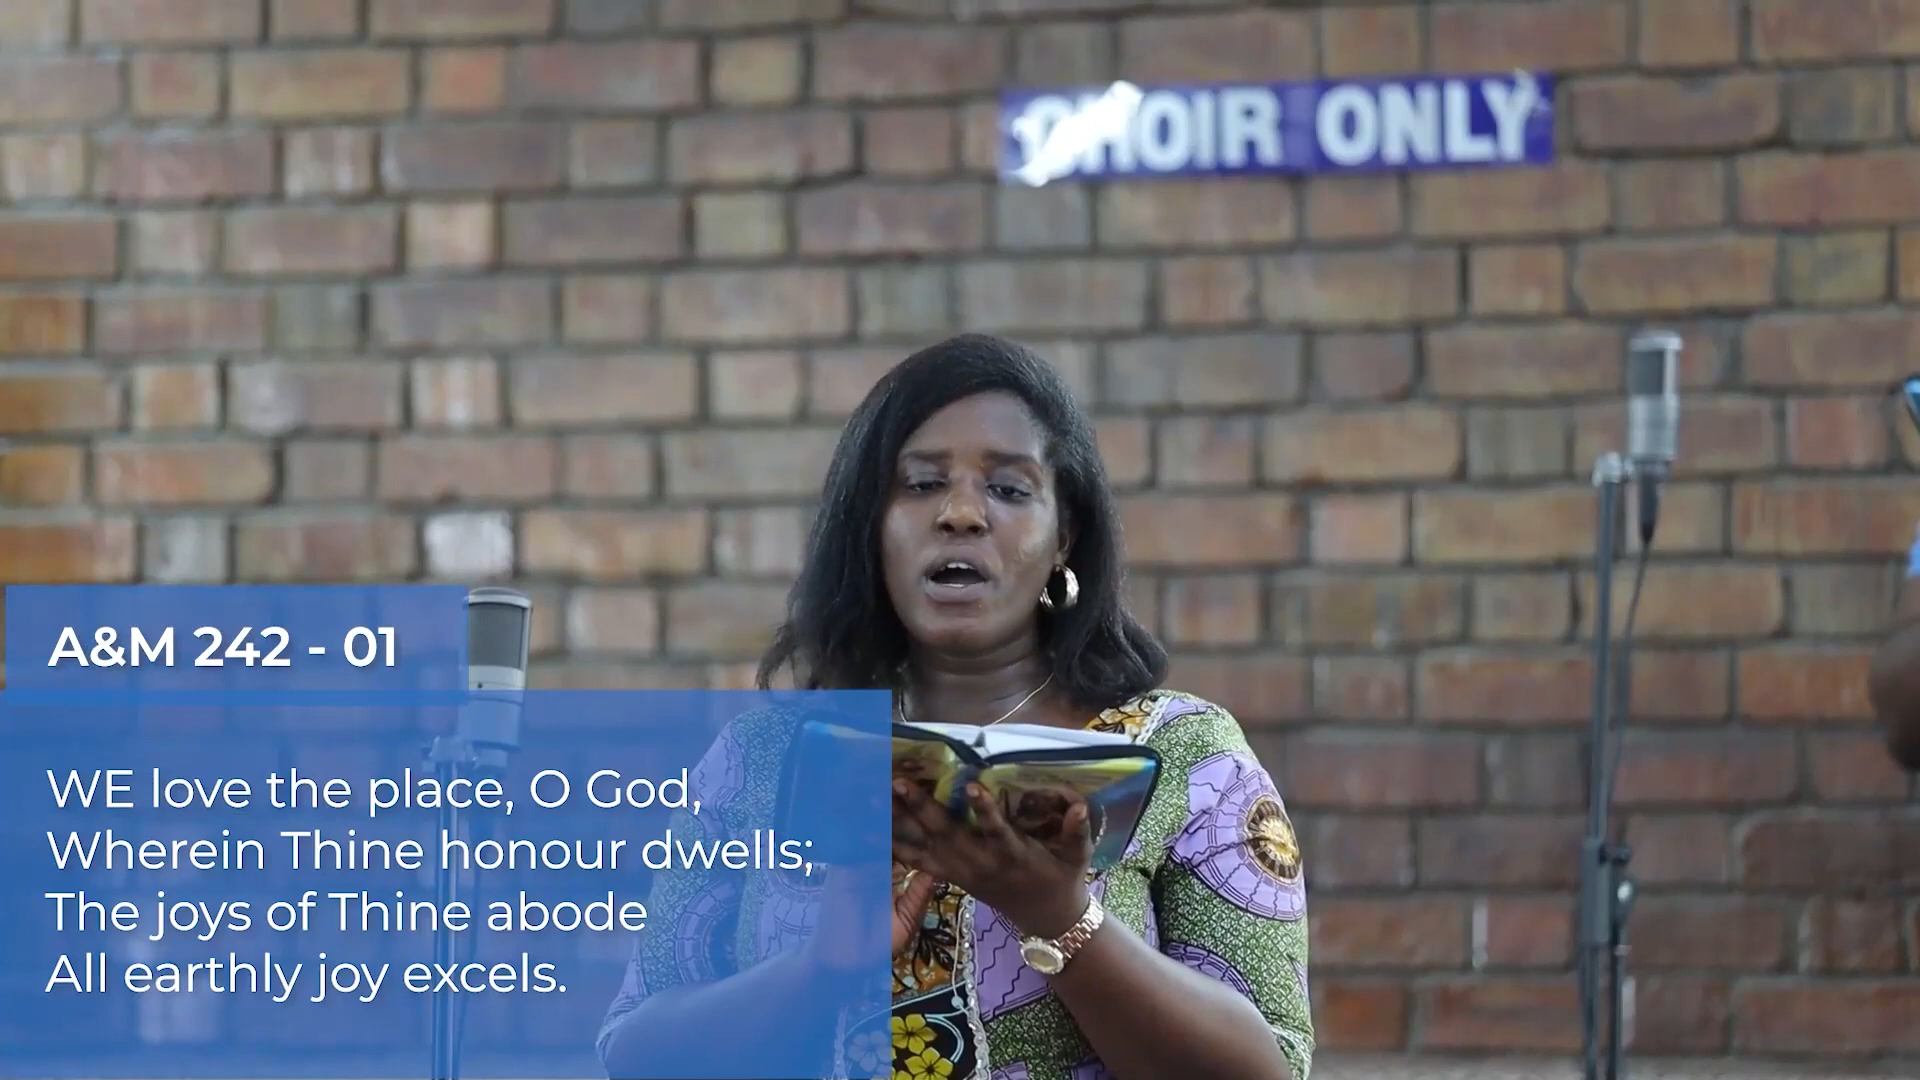 CHOIR ONLY
A&M 242 - 01
WE love the place, O God,
Wherein Thine honour dwells;
The joys of Thine abode
All earthly joy excels.